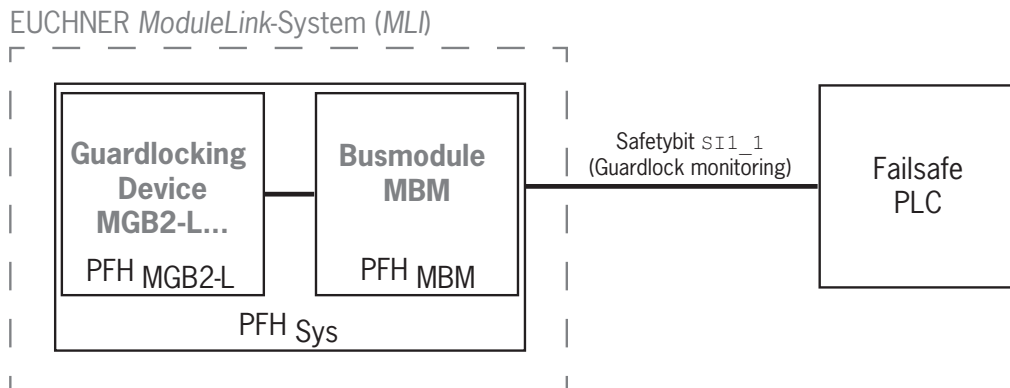 EUCHNER ModuleLink-System (MLI)
Guardlocking
Device
MGB2-L...
PFH MGB2-L
Busmodule
MBM
PFH MBM
PFH Sys
Safetybit SI1_1
(Guardlock monitoring)
Failsafe
PLC